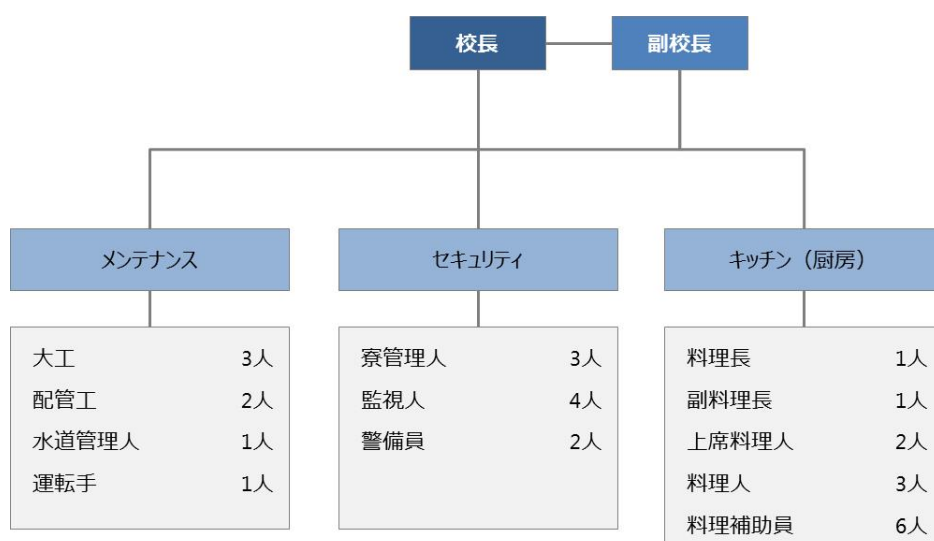 校長
副校長
メンテナンス
セキュリティ
キッチン（厨房）
大工 3人
配管工 2人
水道管理人 1人
運転手 1人
寮管理人 3人
監視人 4人
警備員 2人
料理長 1人
副料理長 1人
上席料理人 2人
料理人 3人
料理補助員 6人